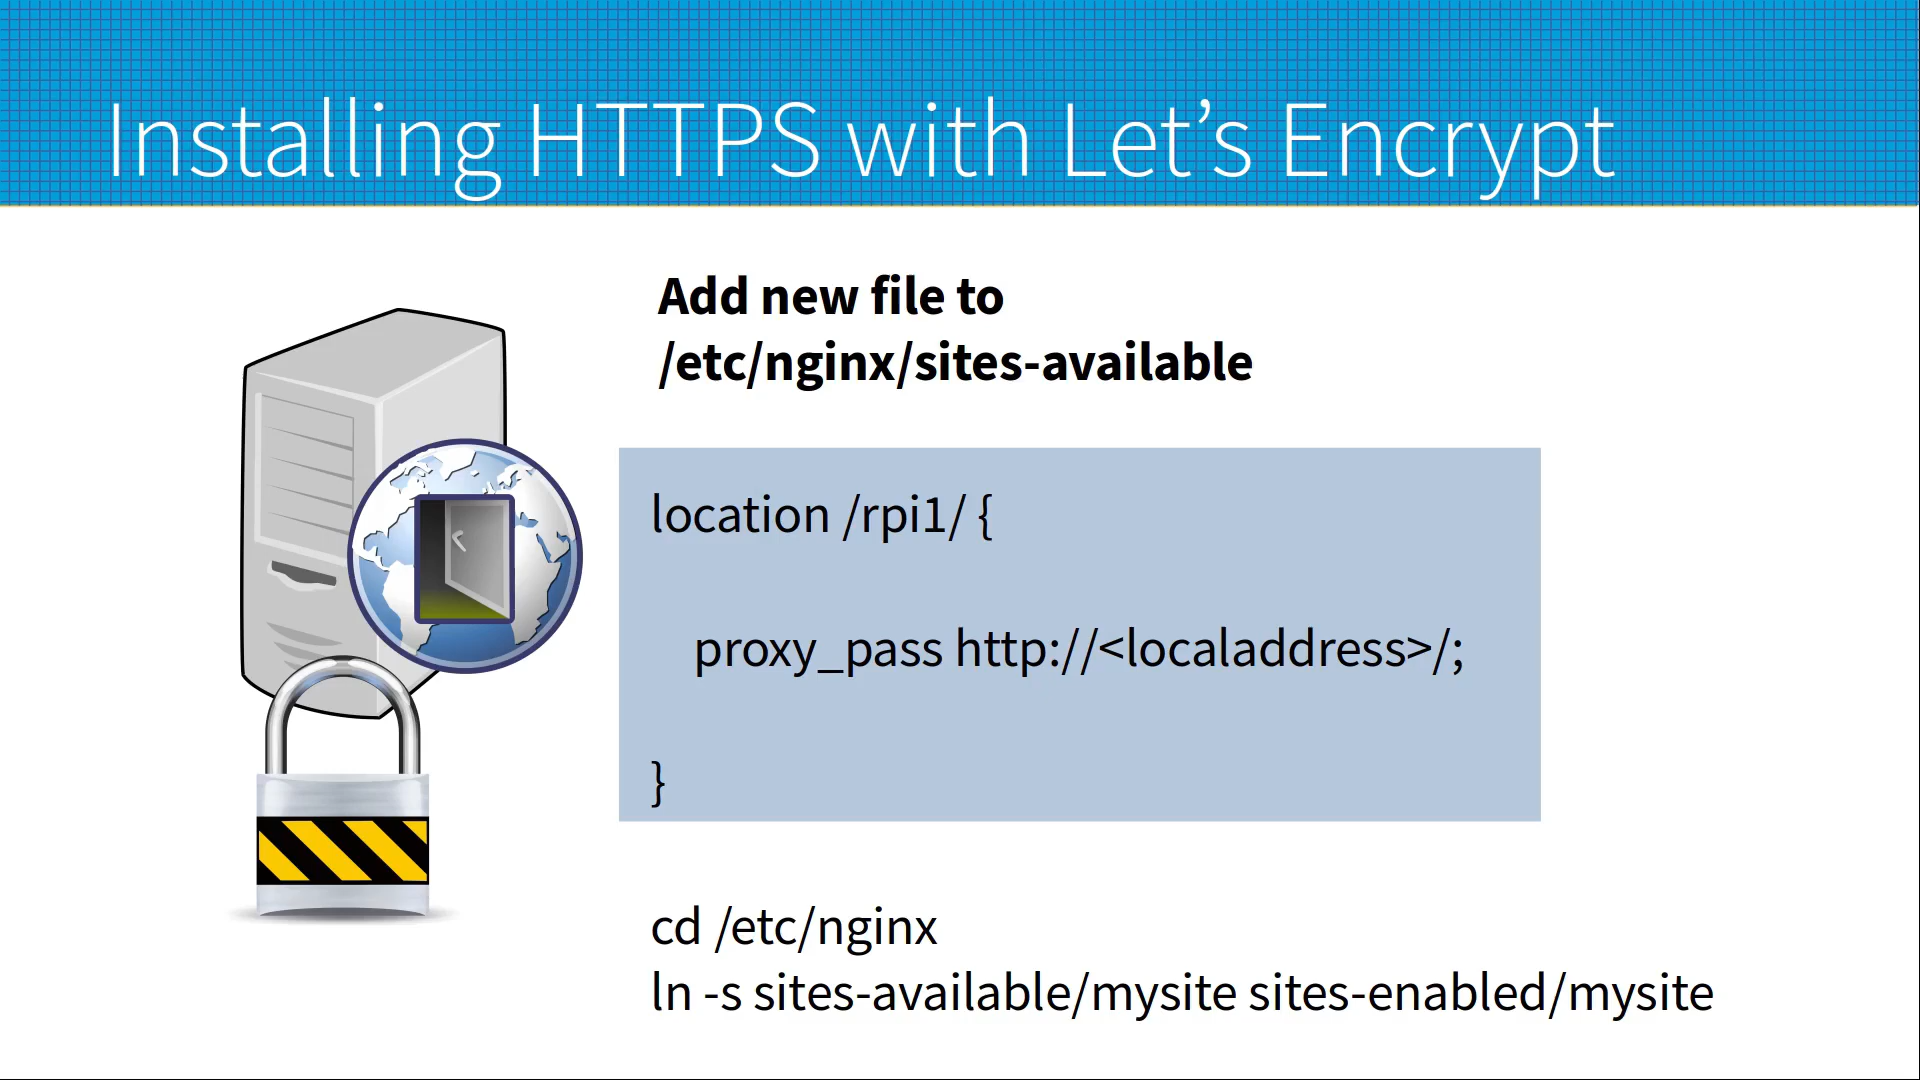 Installing HTTPS with Let’s Encrypt
Add new file to
/etc/nginx/sites-available
location /rpi1/ {
proxy_pass http://<localaddress>/;
}
cd /etc/nginx
ln -s sites-available/mysite sites-enabled/mysite